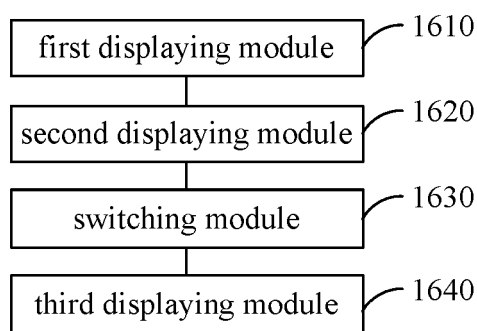 first displaying module 1610
second displaying module 1620
switching module 1630
third displaying module 1640